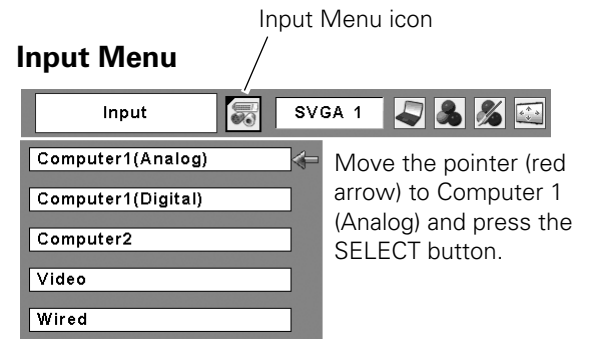 Input Menu icon
Input Menu
Input SVGA 1
Computer1(Analog)
Computer1(Digital)
Computer2
Video
Wired
Move the pointer (red
arrow) to Computer 1
(Analog) and press the
SELECT button.